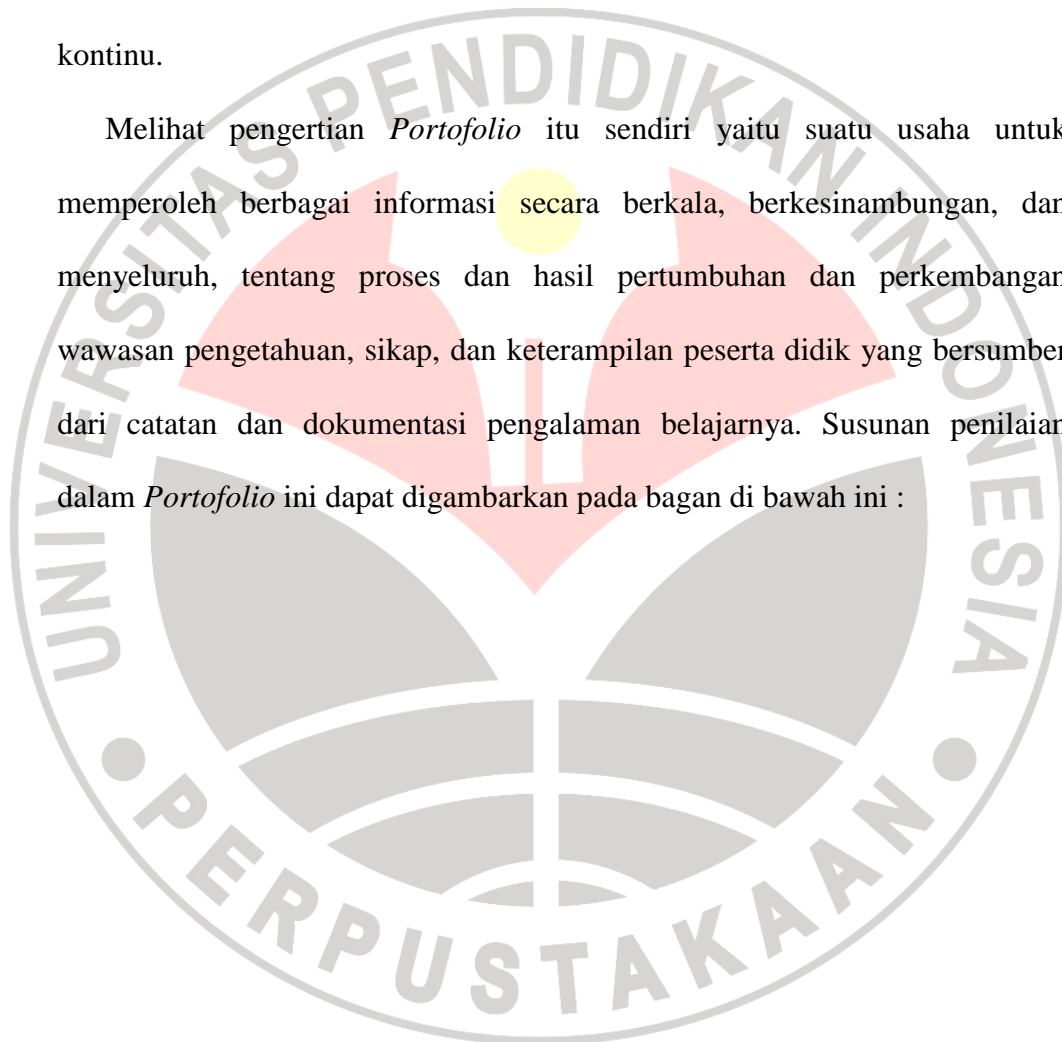 kontinu.
Melihat pengertian Portofolio itu sendiri yaitu suatu usaha untuk
memperoleh berbagai informasi secara berkala, berkesinambungan, dan
menyeluruh, tentang proses dan hasil pertumbuhan dan perkembangan
wawasan pengetahuan, sikap, dan keterampilan peserta didik yang bersumber
dari catatan dan dokumentasi pengalaman belajarnya. Susunan penilaian
dalam Portofolio ini dapat digambarkan pada bagan di bawah ini :
UNIVERSITAS PENDIDIKAN INDONESIA
PERPUSTAKAAN